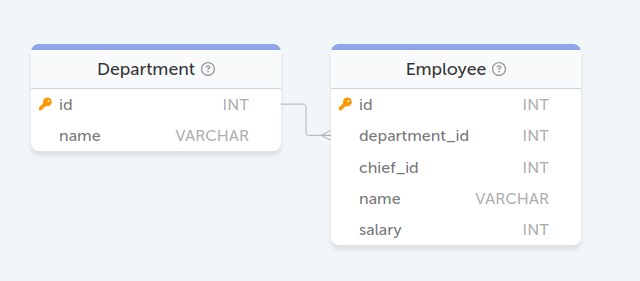 Department
id INT
name VARCHAR
Employee
id INT
department_id INT
chief_id INT
name VARCHAR
salary INT